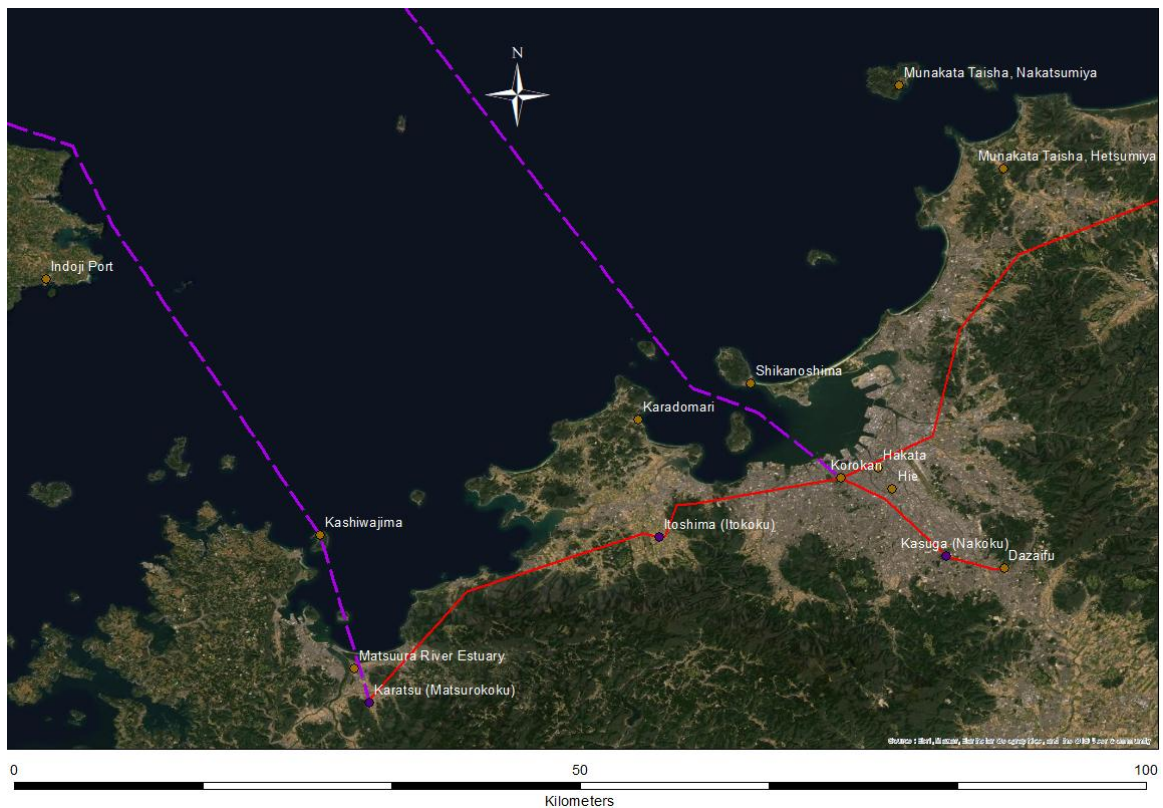 N
Munakata Taisha, Nakatsumiya
Munakata Taisha, Hetsumiya
Indoji Port
Shikanoshima
Karadomari
Hakata
Korokan
Hie
Kashiwajima
Itoshima (Itokoku)
Kasuga (Nakoku)
Dazaifu
Matsuura River Estuary
Karatsu (Matsurokoku)
0
50
100
Kilometers